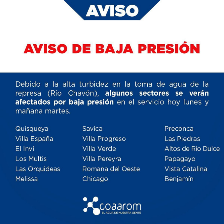 AVISO
AVISO DE BAJA PRESIÓN
Debido a la alta turbidez en la toma de agua de la
represa (Río Chavón), algunos sectores se verán
afectados por baja presión en el servicio hoy lunes y
mañana martes.
Quisqueya
Villa España
El Invi
Los Multis
Las Orquídeas
Melissa
Savica
Villa Progreso
Villa Verde
Villa Pereyra
Romana del Oeste
Chicago
Preconca
Las Piedras
Altos de Río Dulce
Papagayo
Vista Catalina
Benjamín
coaarom